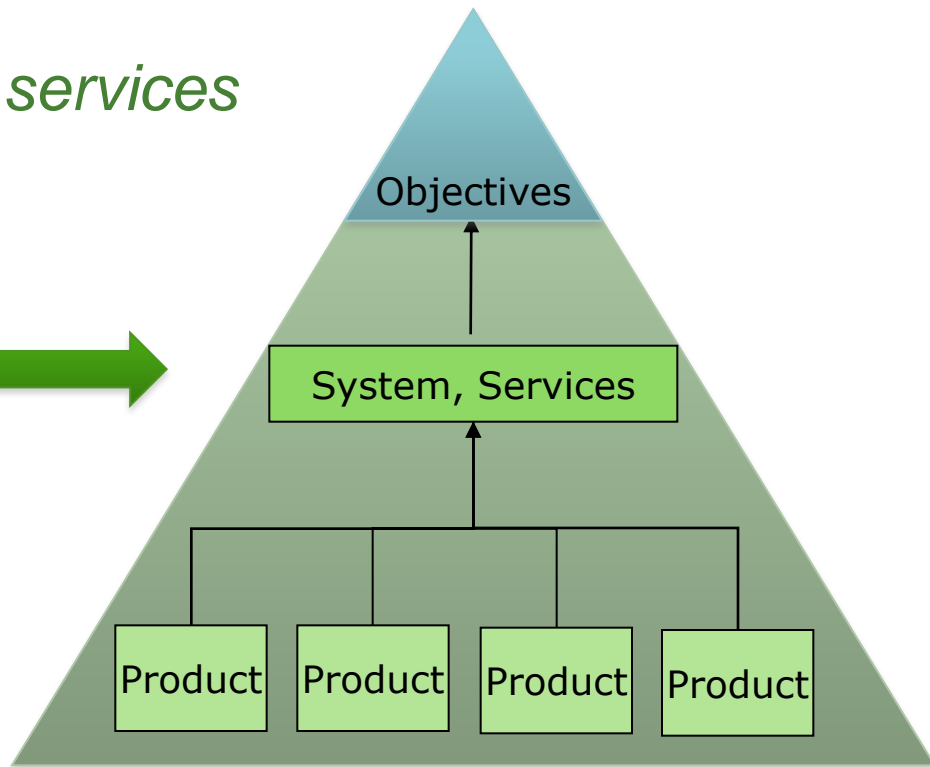 services
Objectives
System, Services
Product
Product
Product
Product